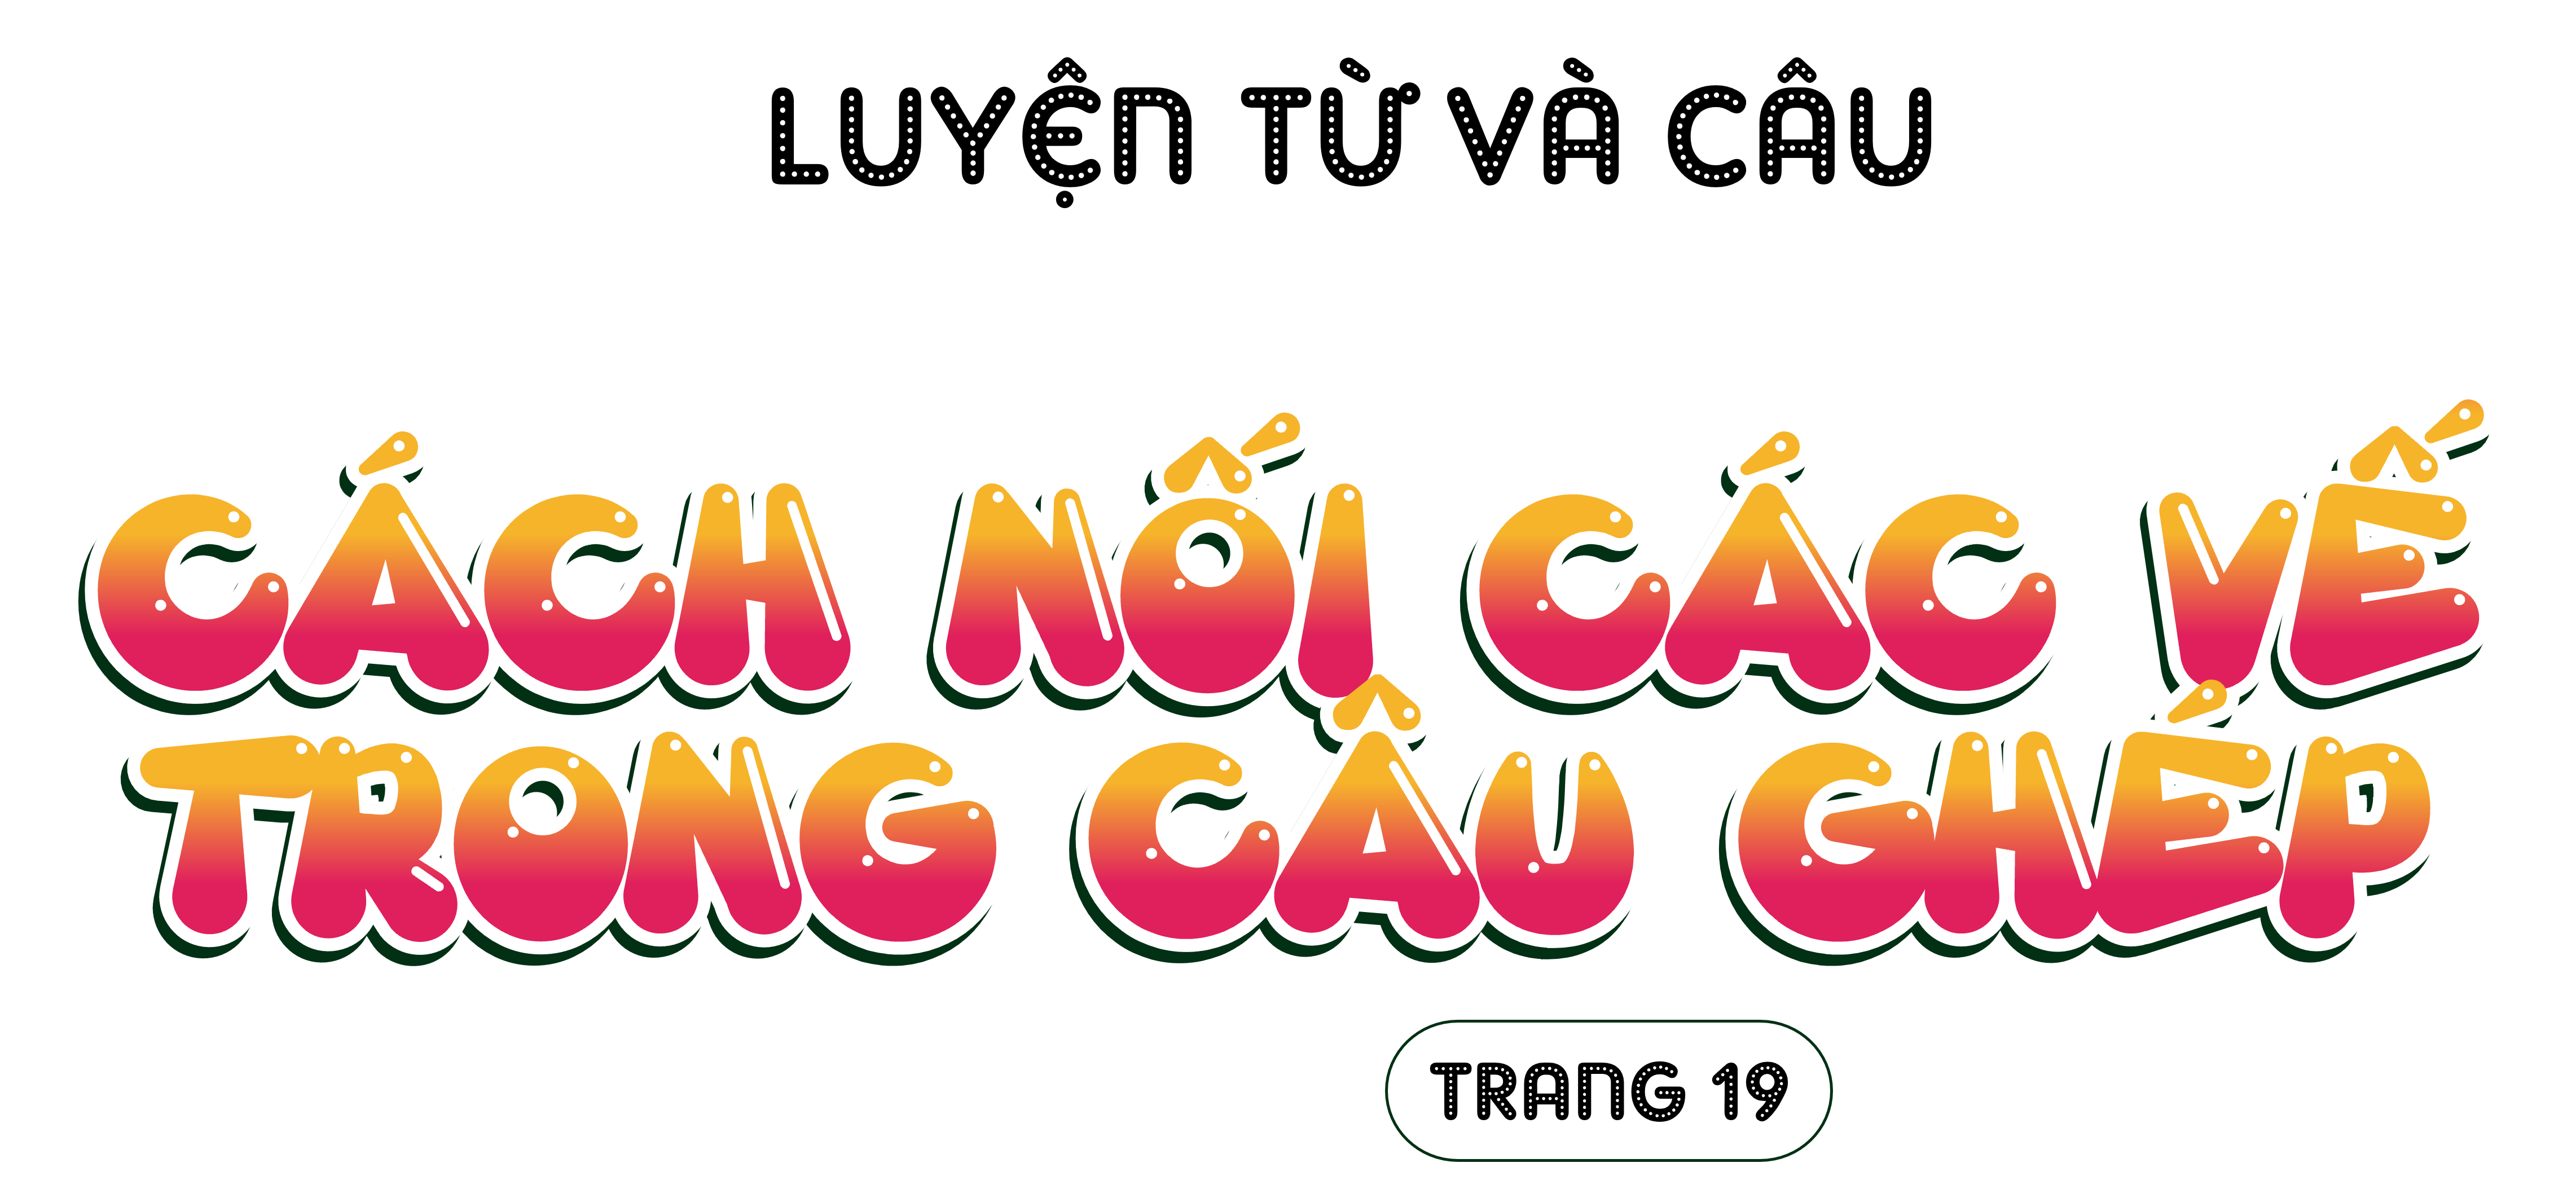 LUYỆN TỪ VÀ CÂU
CÁCH NỐI CÁC VẾ
TRONG CÂU GHÉP
TRANG 19